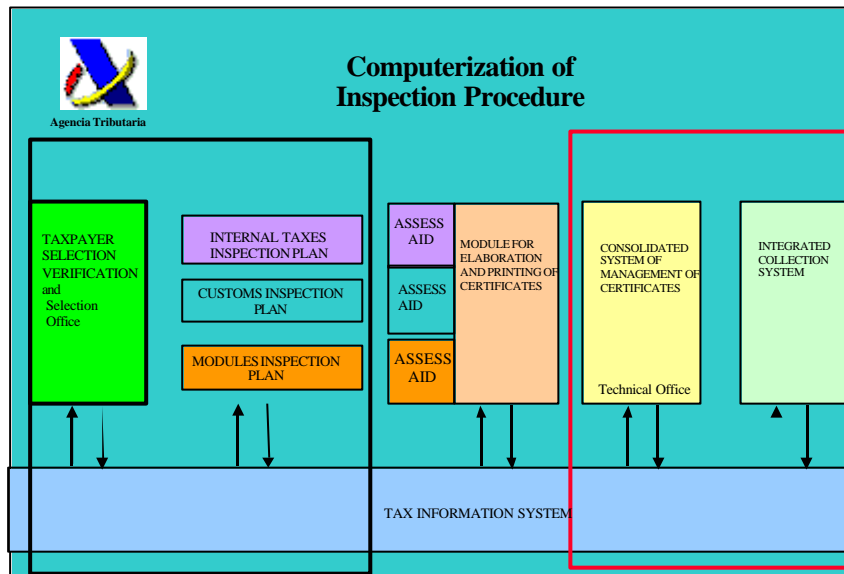 Computerization of
Inspection Procedure
Agencia Tributaria
TAXPAYER
SELECTION
VERIFICATION
and
Selection
Office
INTERNAL TAXES
INSPECTION PLAN
CUSTOMS INSPECTION
PLAN
MODULES INSPECTION
PLAN
ASSESS
AID
ASSESS
AID
ASSESS
AID
MODULE FOR
ELABORATION
AND PRINTING OF
CERTIFICATES
CONSOLIDATED
SYSTEM OF
MANAGEMENT OF
CERTIFICATES
Technical Office
INTEGRATED
COLLECTION
SYSTEM
TAX INFORMATION SYSTEM